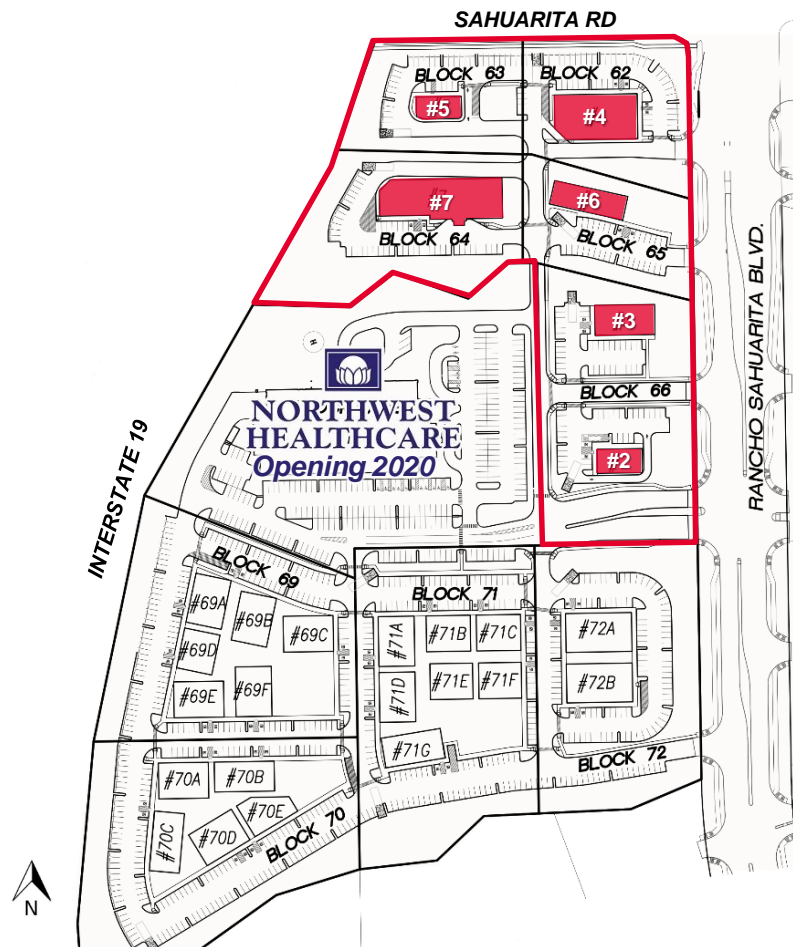 SAHUARITA RD
BLOCK 63
BLOCK 62
#5
#4
#7
#6
BLOCK 64
BLOCK 65
#3
RANCHO SAHUARITA BLVD.
H
BLOCK 66
NORTHWEST
HEALTHCARE
Opening 2020
#2
INTERSTATE 19
BLOCK 69
BLOCK 71
#69A
#69B
#69C
#71A
#71B
#71C
#72A
#69D
#69E
#69F
#71D
#71E
#71F
#72B
#71G
BLOCK 72
#70A
#70B
#70C
#70D
#70E
BLOCK 70
N